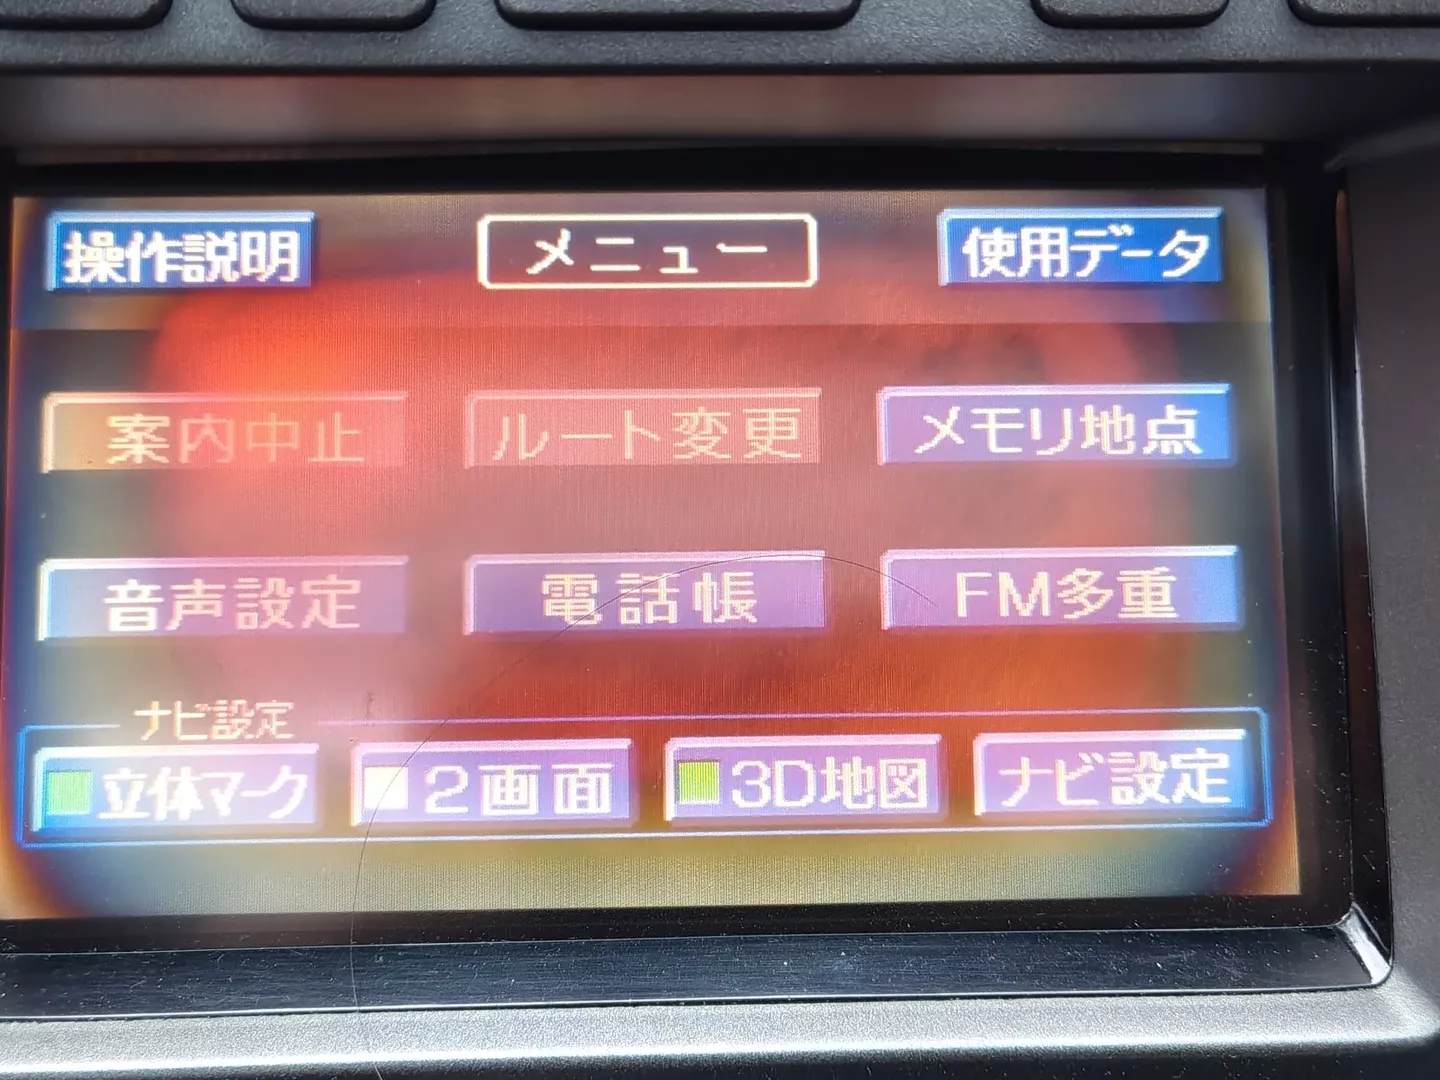 操作説明
メニュー
使用データ
案内中止
ルート変更
メモリ地点
音声設定
電話帳
FM多重
ナビ設定
立体マーク
2画面
3D地図
ナビ設定